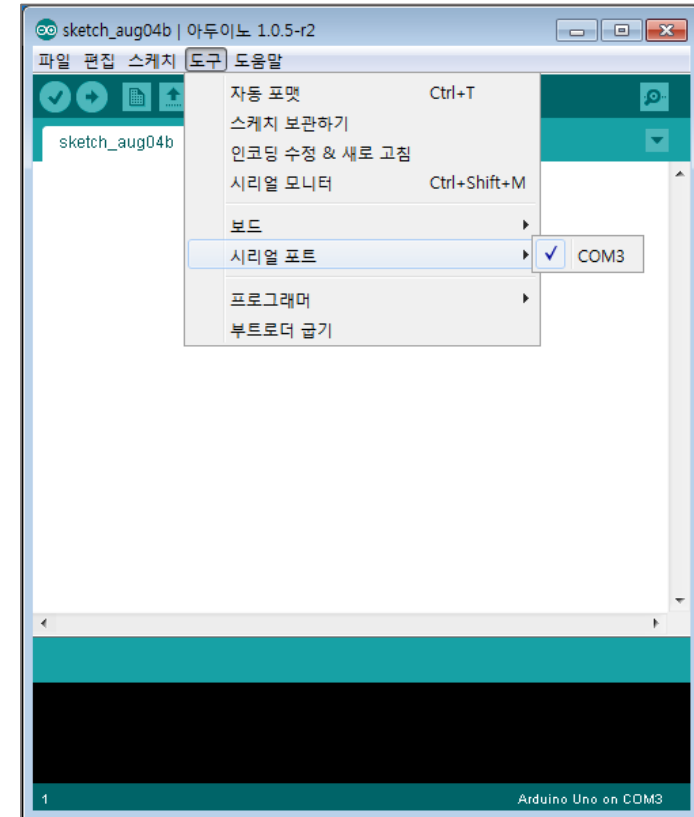 sketch_aug04b | 아두이노 1.0.5-r2
파일 편집 스케치 도구 도움말
sketch_aug04b
자동 포맷 Ctrl+T
스케치 보관하기
인코딩 수정 & 새로 고침
시리얼 모니터 Ctrl+Shift+M
보드
시리얼 포트
COM3
프로그래머
부트로더 굽기
1 Arduino Uno on COM3